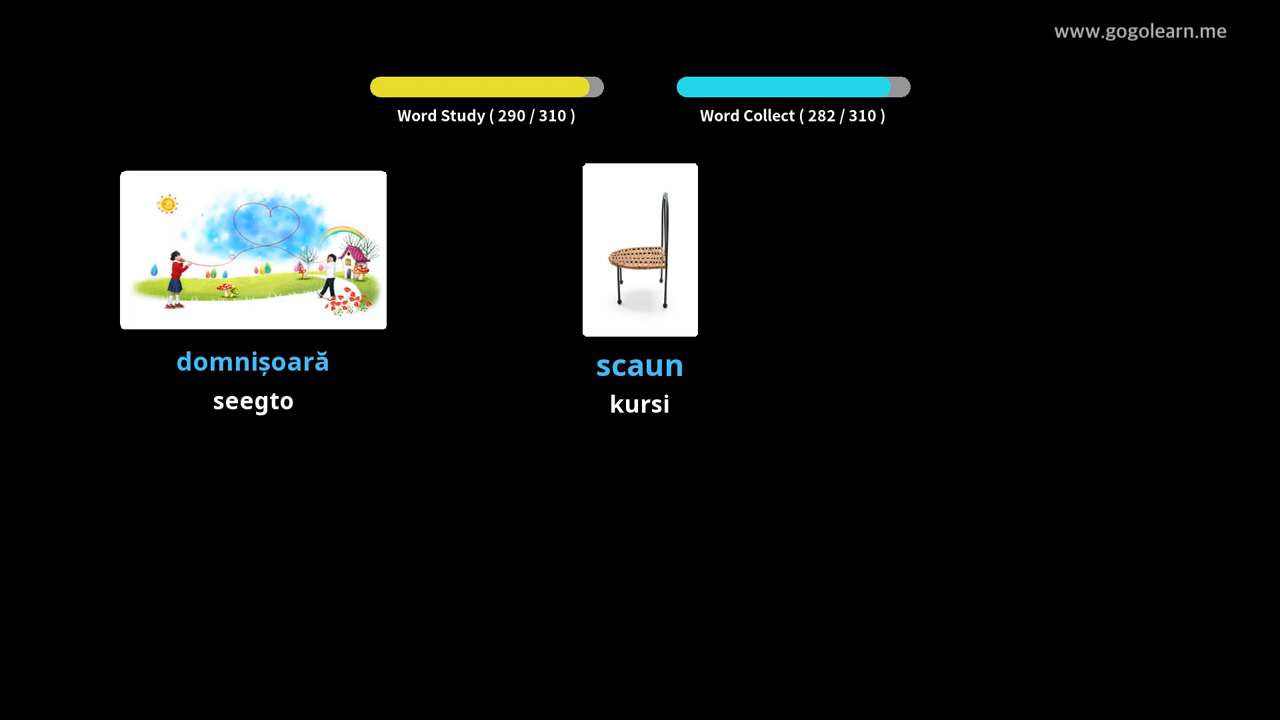 www.gogolearn.me
Word Study ( 290 / 310 )
Word Collect ( 282 / 310 )
domnișoară
seegto
scaun
kursi